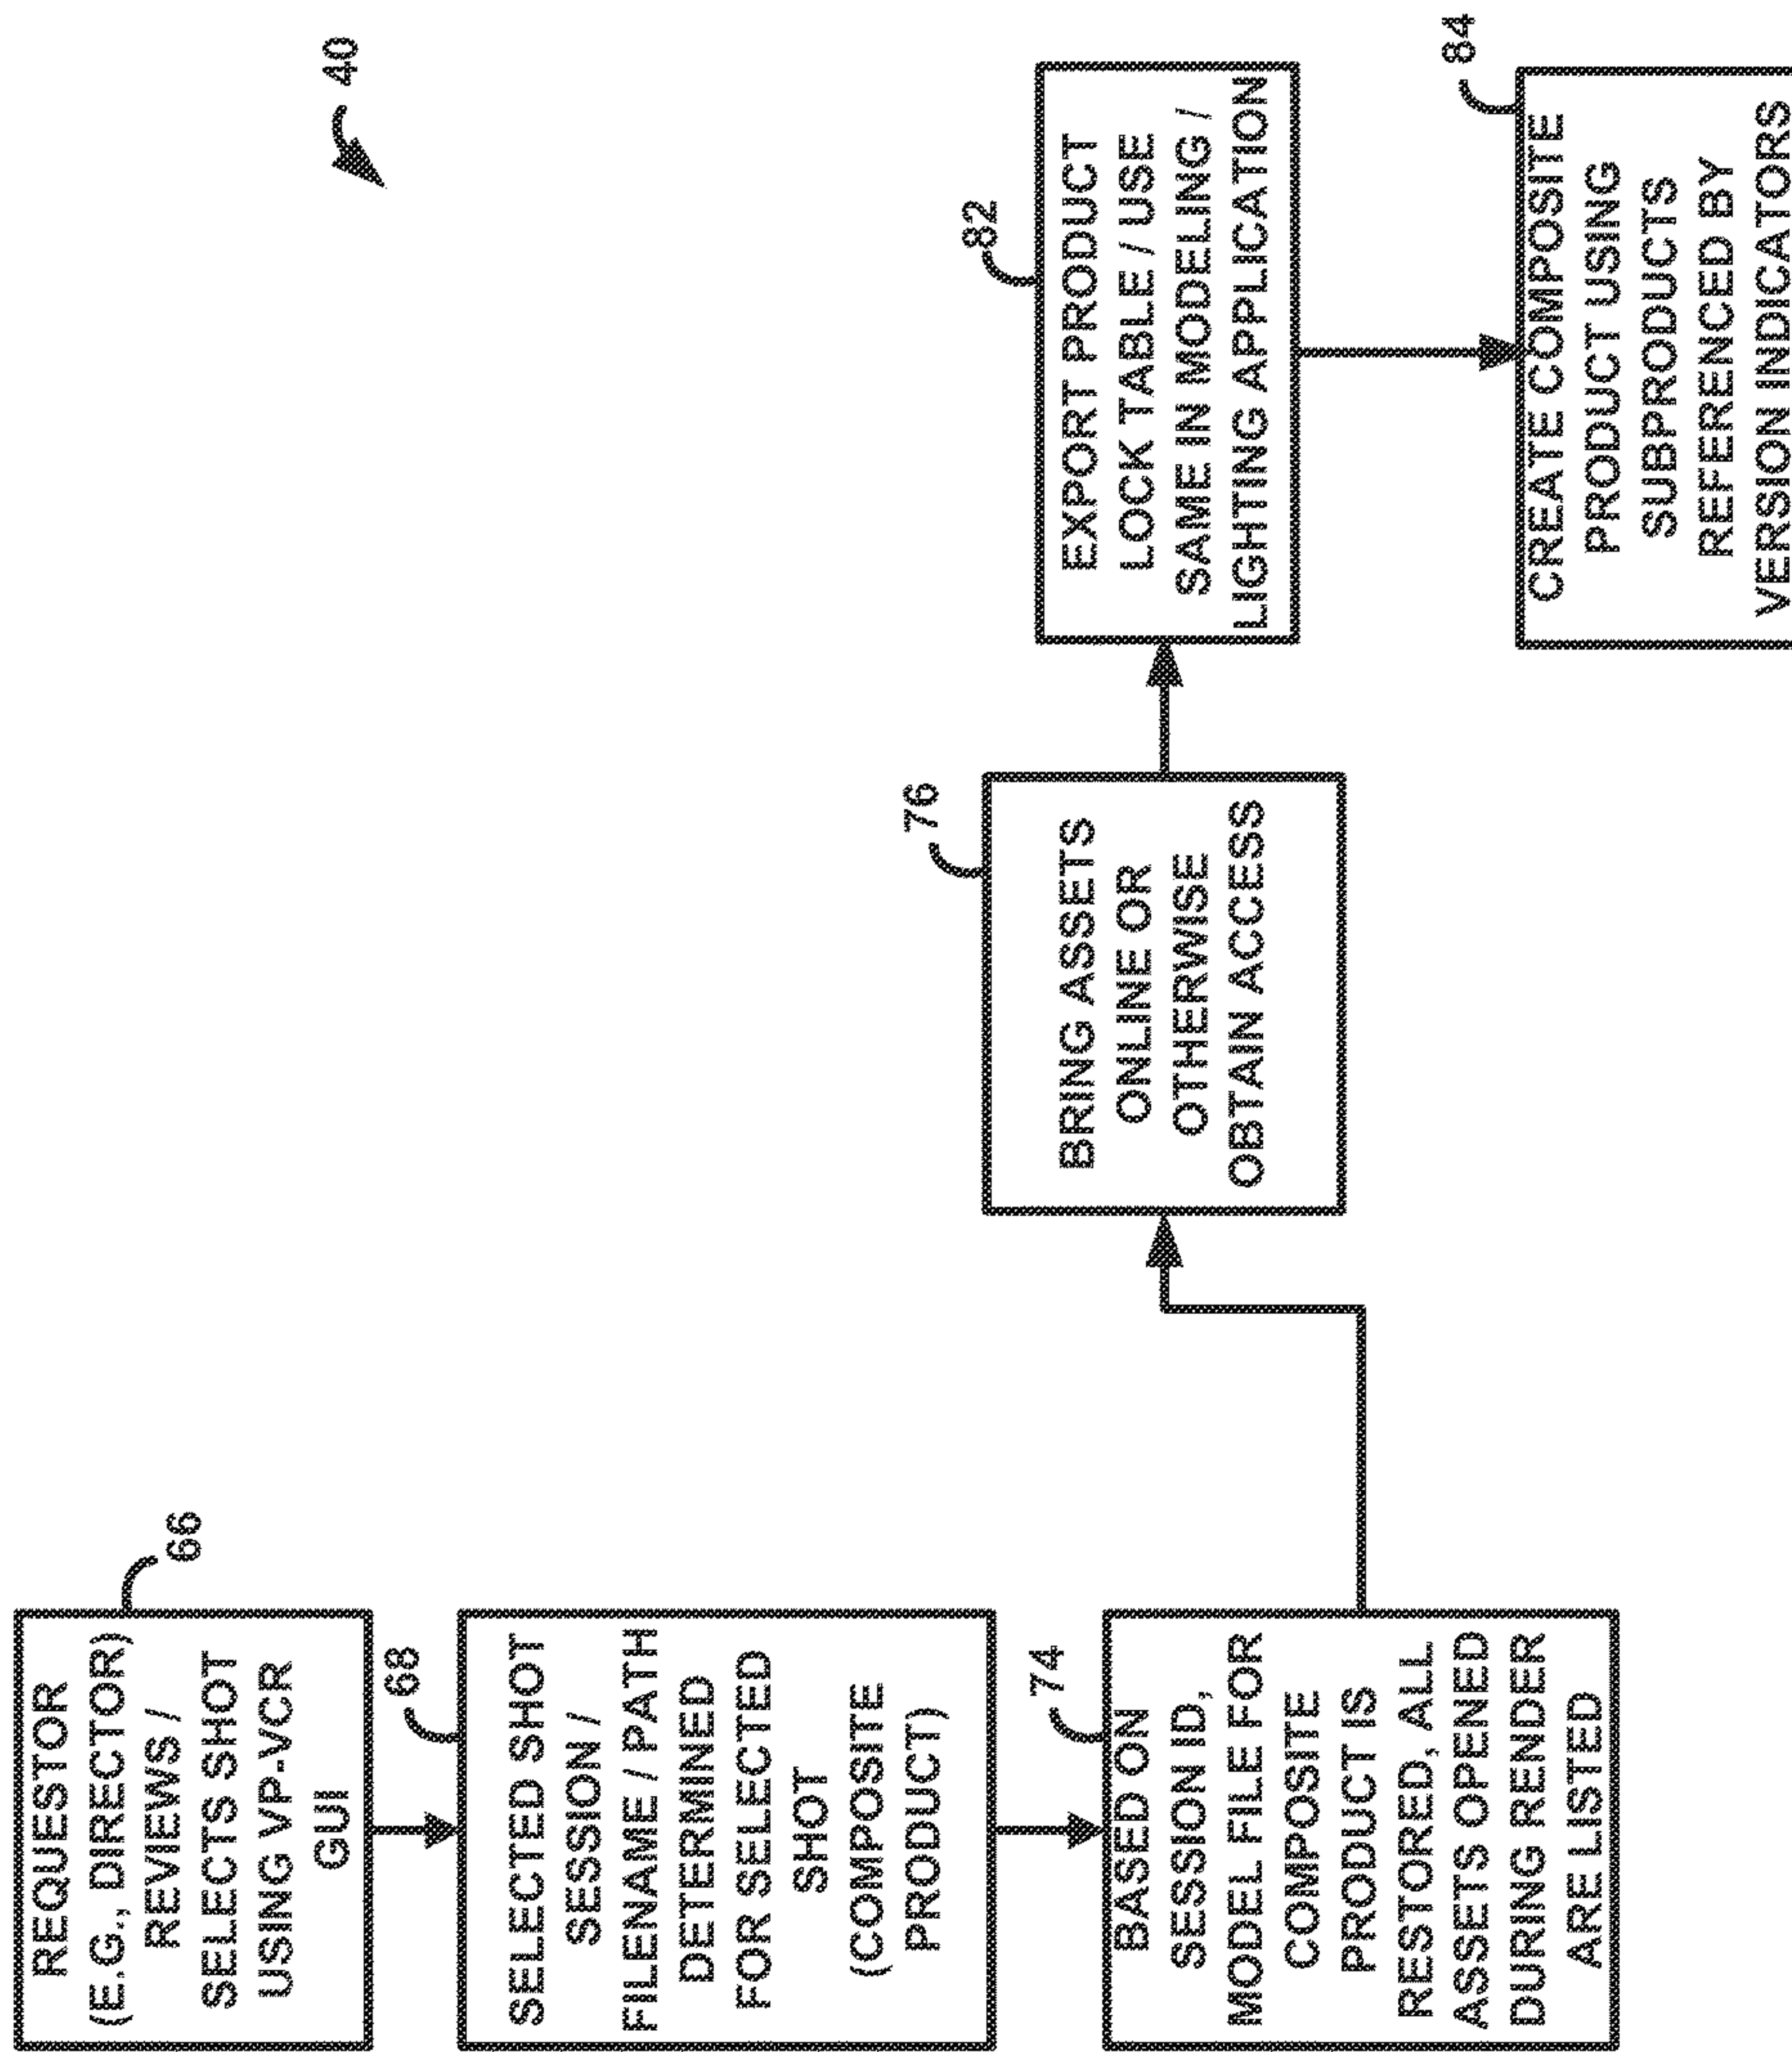 40
66
REQUESTOR
(E.G., DIRECTOR)
REVIEWS /
SELECTS SHOT
USING VP-VCR
GUI
68
SELECTED SHOT
SESSION /
FILENAME / PATH
DETERMINED
FOR SELECTED
SHOT
(COMPOSITE
PRODUCT)
74
BASED ON
SESSION ID,
MODEL FILE FOR
COMPOSITE
PRODUCT IS
RESTORED, ALL
ASSETS OPENED
DURING RENDER
ARE LISTED
76
BRING ASSETS
ONLINE OR
OTHERWISE
OBTAIN ACCESS
82
EXPORT PRODUCT
LOCK TABLE / USE
SAME IN MODELING /
LIGHTING APPLICATION
84
CREATE COMPOSITE
PRODUCT USING
SUBPRODUCTS
REFERENCED BY
VERSION INDICATORS